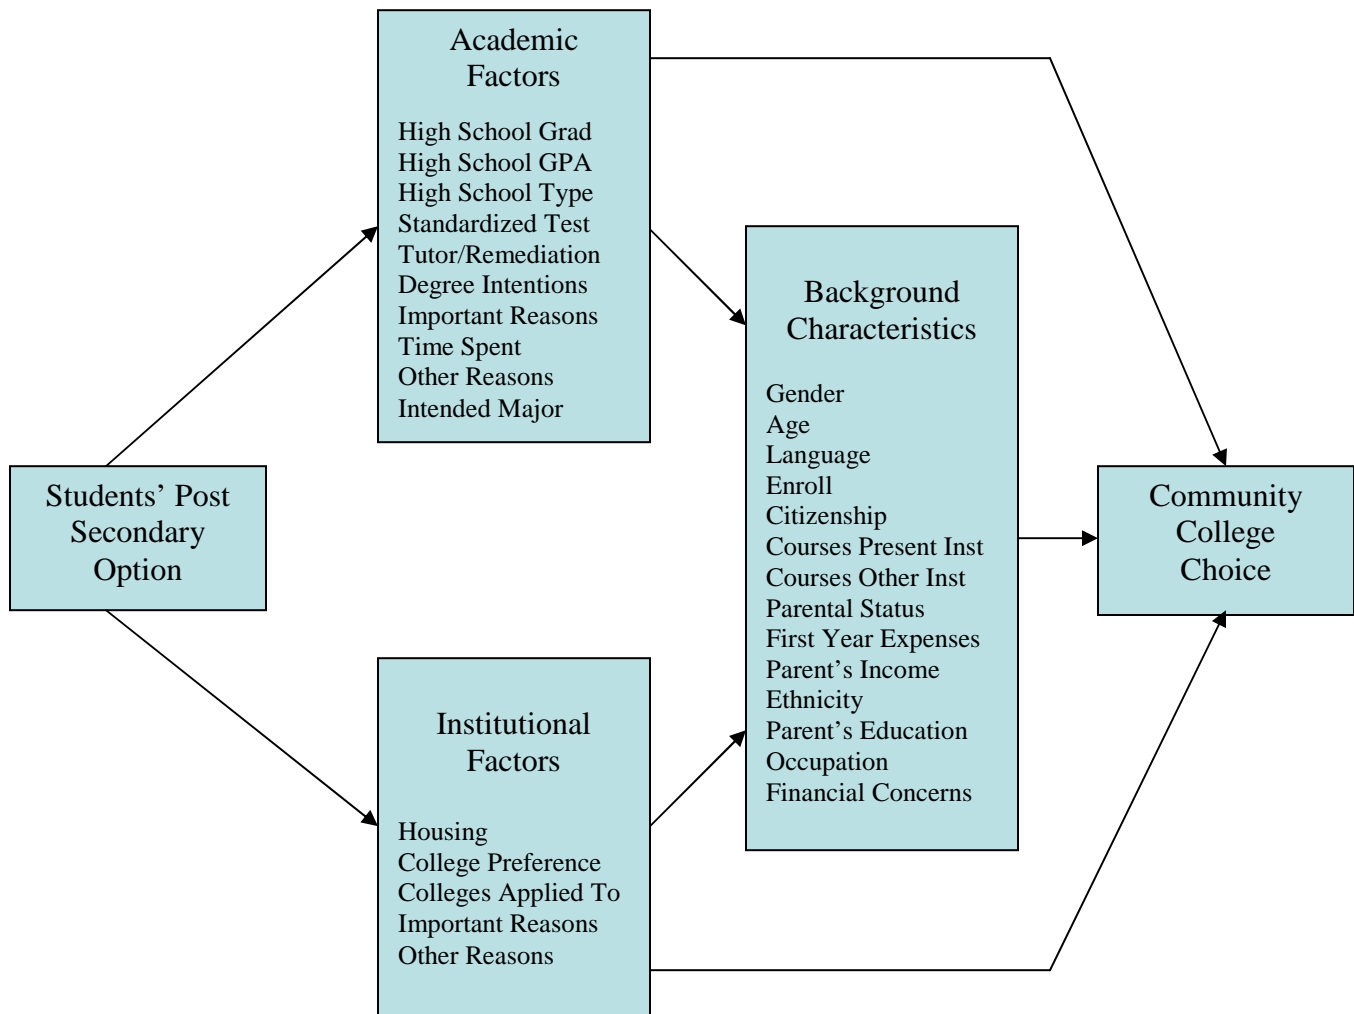 Academic
Factors
High School Grad
High School GPA
High School Type
Standardized Test
Tutor/Remediation
Degree Intentions
Important Reasons
Time Spent
Other Reasons
Intended Major
Students’ Post
Secondary
Option
Institutional
Factors
Housing
College Preference
Colleges Applied To
Important Reasons
Other Reasons
Background
Characteristics
Gender
Age
Language
Enroll
Citizenship
Courses Present Inst
Courses Other Inst
Parental Status
First Year Expenses
Parent’s Income
Ethnicity
Parent’s Education
Occupation
Financial Concerns
Community
College
Choice